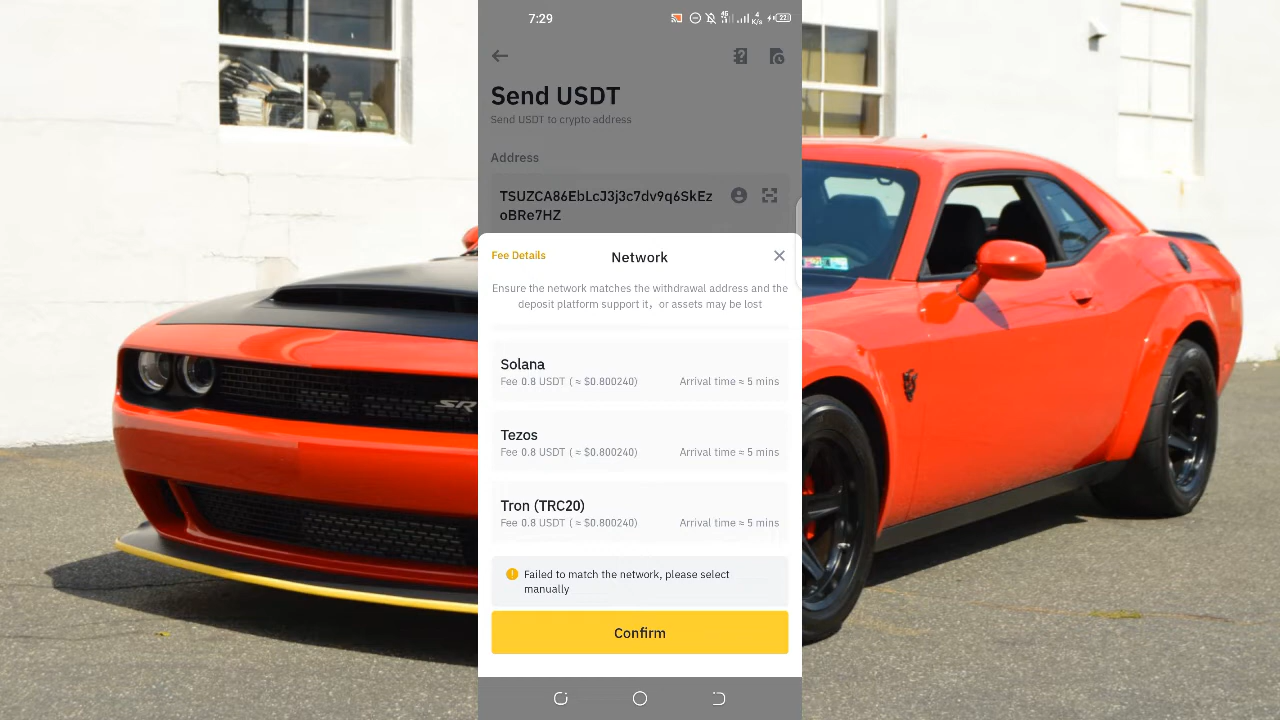 7:29
4G
4
K/s
22
Send USDT
Send USDT to crypto address
Address
TSUZCA86EbLcJ3j3c7dv9q6SkEz
oBRe7HZ
Fee Details
Network
Ensure the network matches the withdrawal address and the
deposit platform support it, or assets may be lost
Solana
Fee 0.8 USDT ( ≈ $0.800240)
Arrival time ≈ 5 mins
Tezos
Fee 0.8 USDT ( ≈ $0.800240)
Arrival time ≈ 5 mins
Tron (TRC20)
Fee 0.8 USDT ( ≈ $0.800240)
Arrival time ≈ 5 mins
Failed to match the network, please select
manually
Confirm
SR